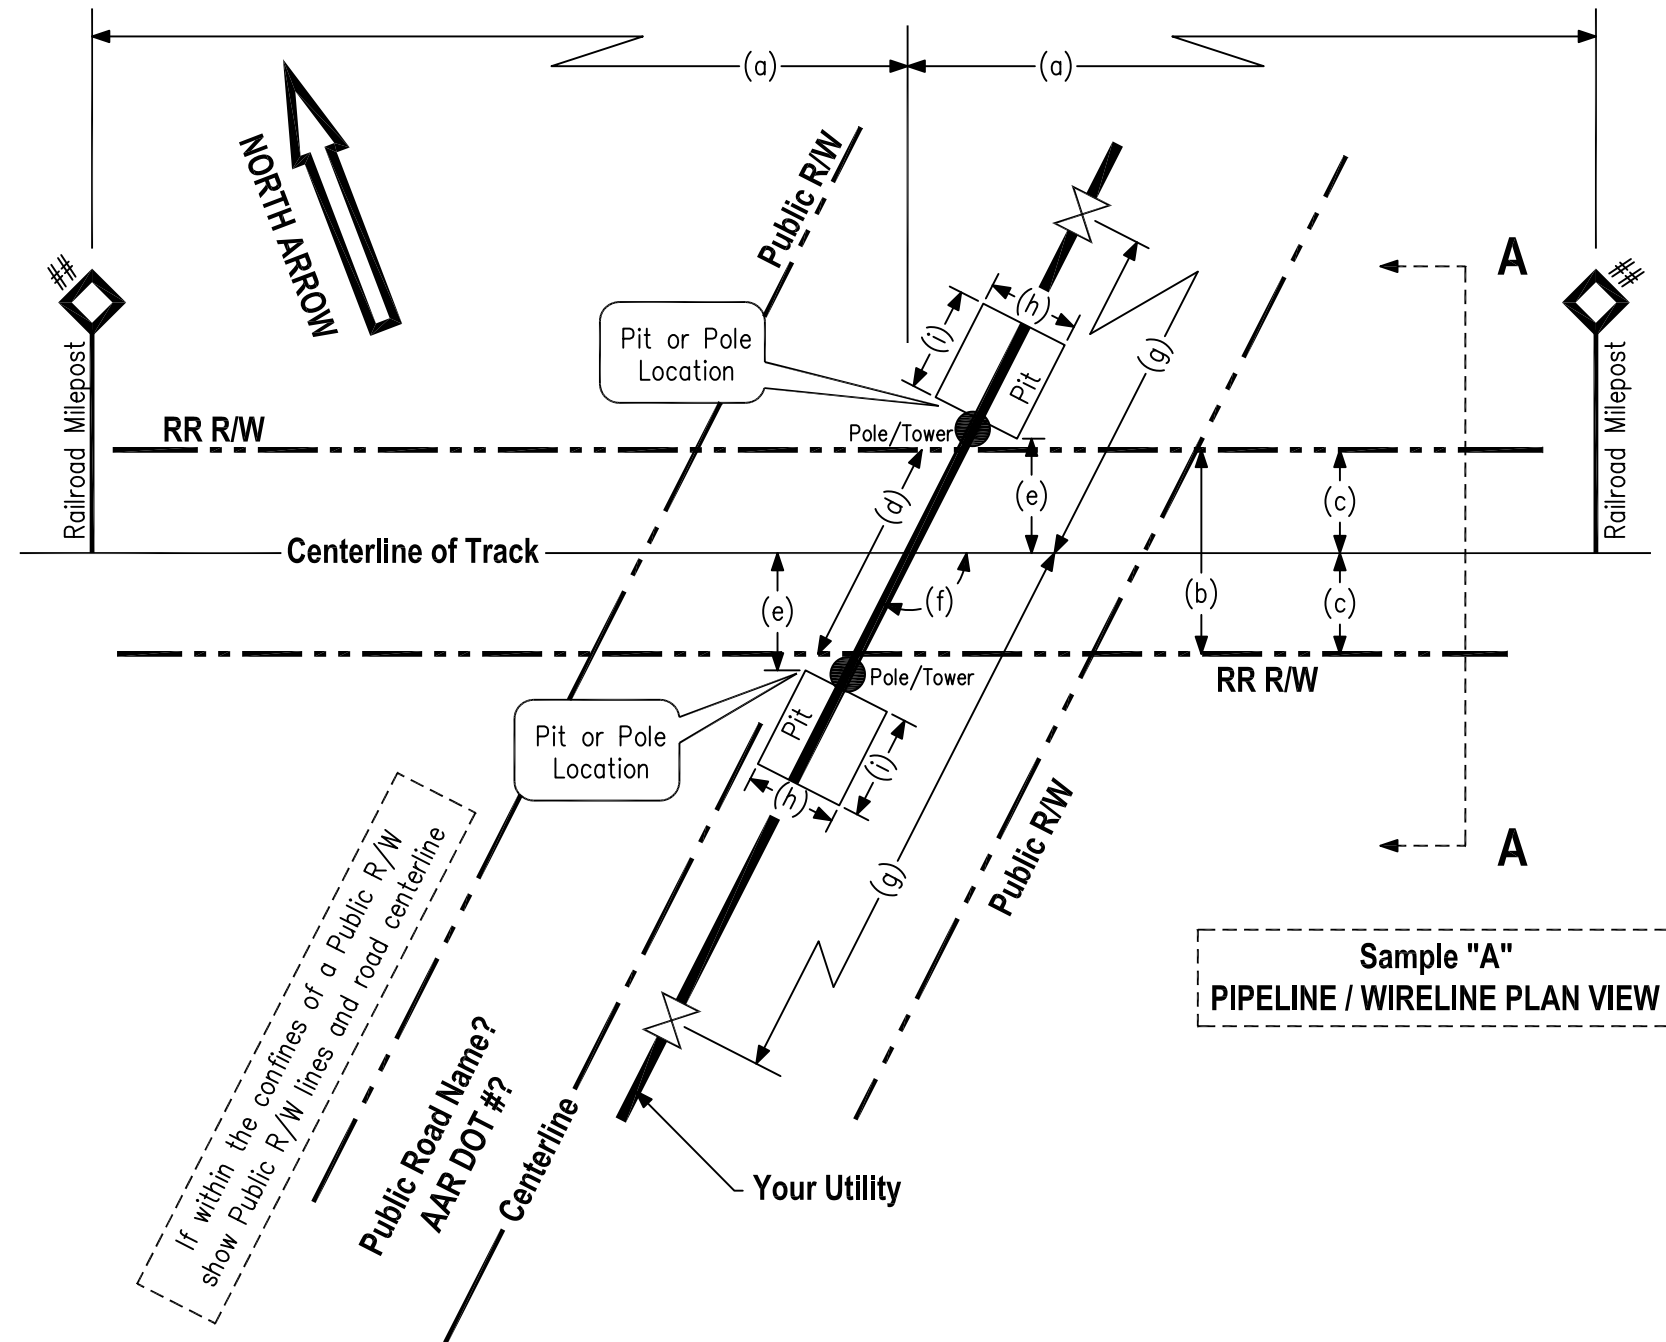 (a)
(a)
NORTH ARROW
Public R/W
##
##
A
Railroad Milepost
Railroad Milepost
Pit or Pole
Location
(h)
(i)
Pit
(g)
RR R/W
Pole/Tower
(d)
(e)
(c)
Centerline of Track
(e)
(f)
(b)
(c)
Pole/Tower
RR R/W
Pit or Pole
Location
Pit
(h)
(i)
(g)
Public R/W
A
If within the confines of a Public R/W
show Public R/W lines and road centerline
Sample "A"
PIPELINE / WIRELINE PLAN VIEW
Public Road Name?
AAR DOT #?
Centerline
Your Utility